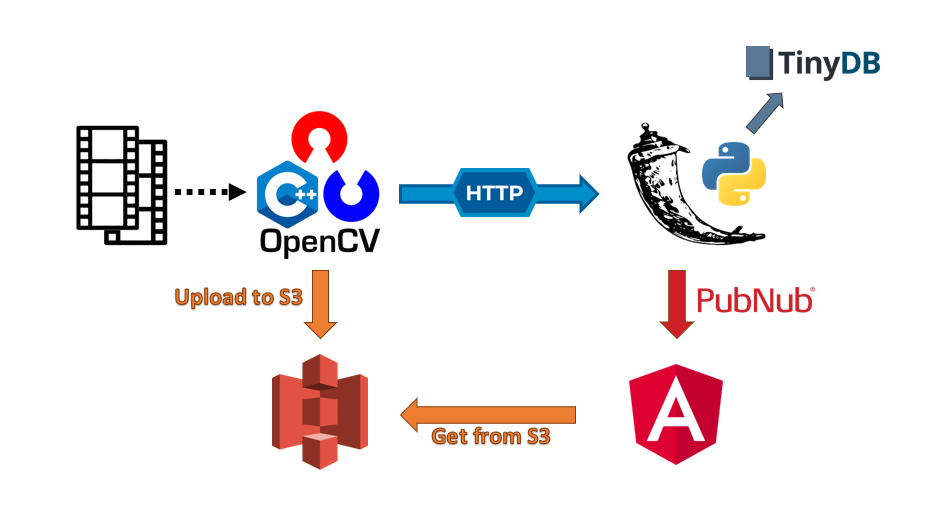 TinyDB
C++
HTTP
OpenCV
Upload to S3
PubNub®
A
Get from S3